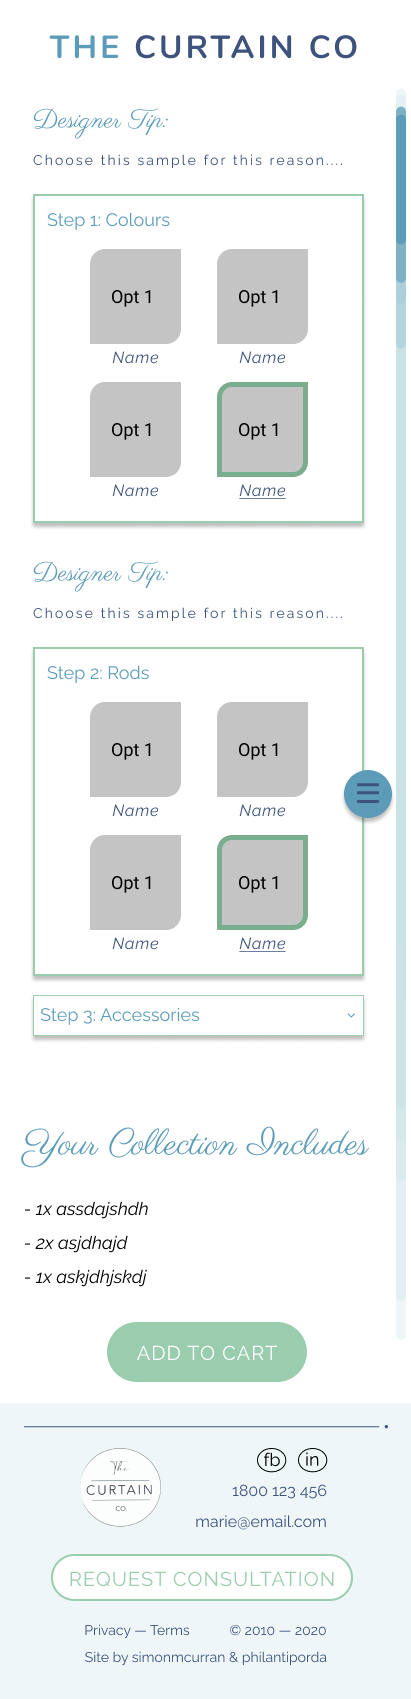 THE CURTAIN CO
Designer Tip:
Choose this sample for this reason....
Step 1: Colours
Opt 1 Opt 1
Name Name
Opt 1 Opt 1
Name Name
Designer Tip:
Choose this sample for this reason....
Step 2: Rods
Opt 1 Opt 1
Name Name
Opt 1 Opt 1
Name Name
Step 3: Accessories
Your Collection Includes
- 1x assdajshdh
- 2x asjdhajd
- 1x askjdhjskdj
ADD TO CART
The
CURTAIN
CO.
fb in
1800 123 456
marie@email.com
REQUEST CONSULTATION
Privacy — Terms © 2010 — 2020
Site by simonmcurran & philantiporda